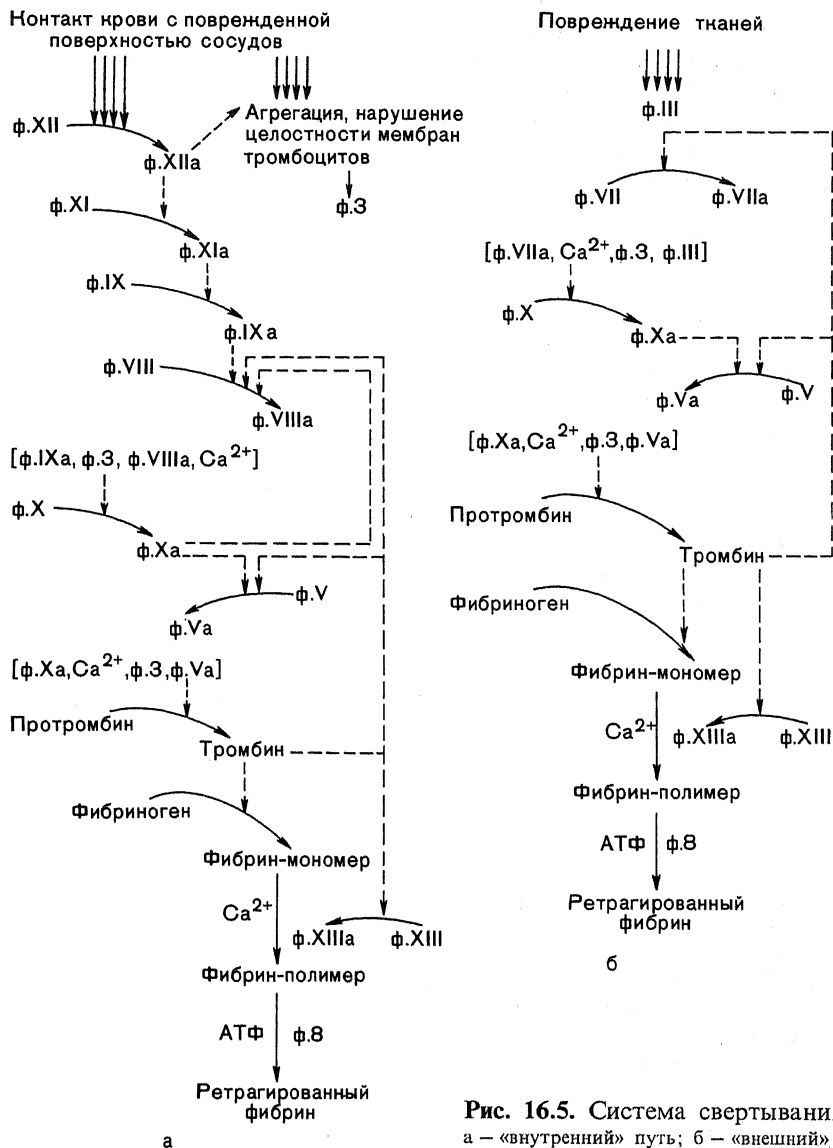 Контакт крови с поврежденной
поверхностью сосудов
ф.XII
ф.XIIa
Агрегация, нарушение
целостности мембран
тромбоцитов
ф.3
ф.XI
ф.XIa
ф.IX
ф.IXa
ф.VIII
ф.VIIIa
[ф.IXa, ф.3, ф.VIIIa, Ca²⁺]
ф.X
ф.Xa
ф.V
ф.Va
[ф.Xa,Ca²⁺,ф.3,ф.Va]
Протромбин
Тромбин
Фибриноген
Фибрин-мономер
Ca²⁺
ф.XIIIa
ф.XIII
Фибрин-полимер
АТФ
ф.8
Ретрагированный
фибрин
а
Повреждение тканей
ф.III
ф.VII
ф.VIIa
[ф.VIIa, Ca²⁺,ф.3, ф.III]
ф.X
ф.Xa
ф.Va
ф.V
[ф.Xa,Ca²⁺,ф.3,ф.Va]
Протромбин
Тромбин
Фибриноген
Фибрин-мономер
Ca²⁺
ф.XIIIa
ф.XIII
Фибрин-полимер
АТФ
ф.8
Ретрагированный
фибрин
б
Рис. 16.5. Система свертывани
а – «внутренний» путь; б – «внешний»